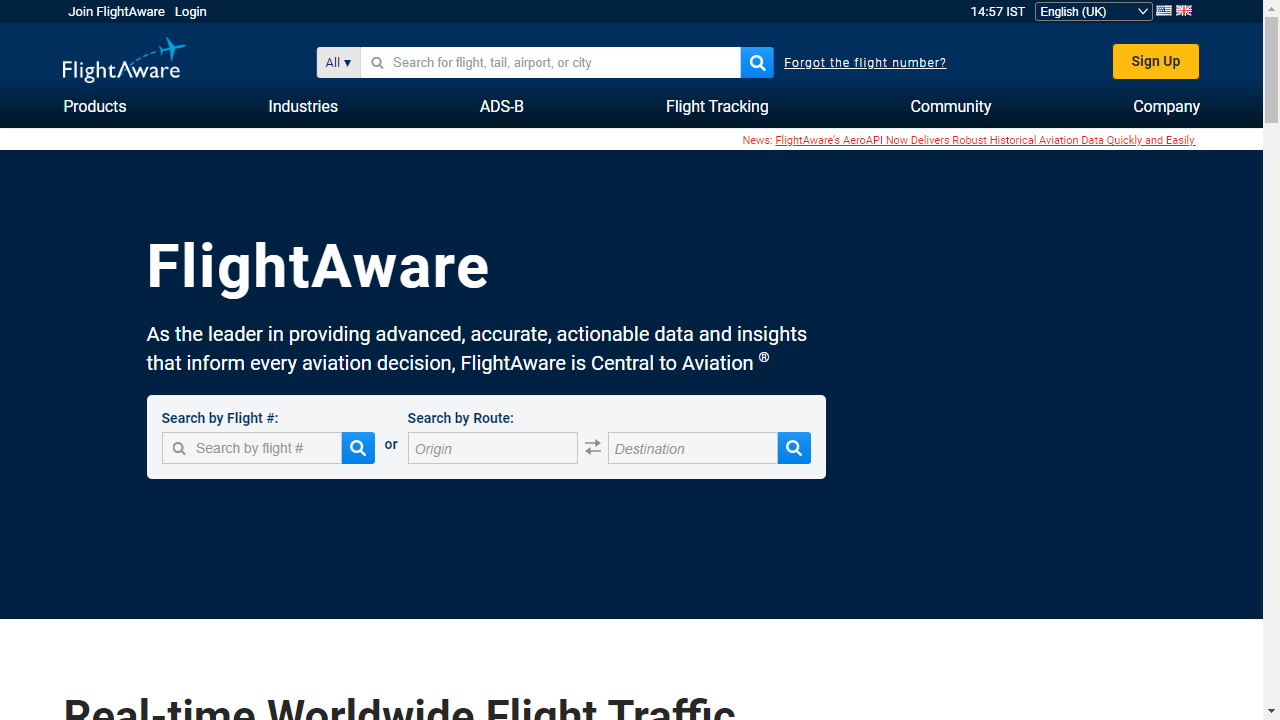 Join FlightAware Login 14:57 IST English (UK)
FlightAware All ▾ Search for flight, tail, airport, or city Forgot the flight number? Sign Up
Products Industries ADS-B Flight Tracking Community Company
News: FlightAware's AeroAPI Now Delivers Robust Historical Aviation Data Quickly and Easily
FlightAware
As the leader in providing advanced, accurate, actionable data and insights
that inform every aviation decision, FlightAware is Central to Aviation ®
Search by Flight #: Search by Route:
Search by flight # or Origin Destination
Real-time Worldwide Flight Traffic